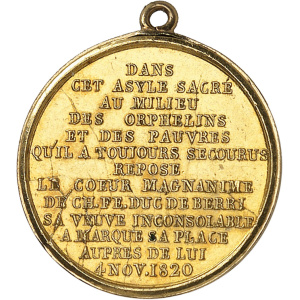 DANS
CET ASYLE SACRÉ
AU MILIEU
DES ORPHELINS
ET DES PAUVRES
QU'IL A TOUJOURS SECOURUS
REPOSE
LE COEUR MAGNANIME
DE CH. FE. DUC DE BERRI
SA VEUVE INCONSOLABLE
A MARQUÉ SA PLACE
AUPRES DE LUI
4 NOV. 1820